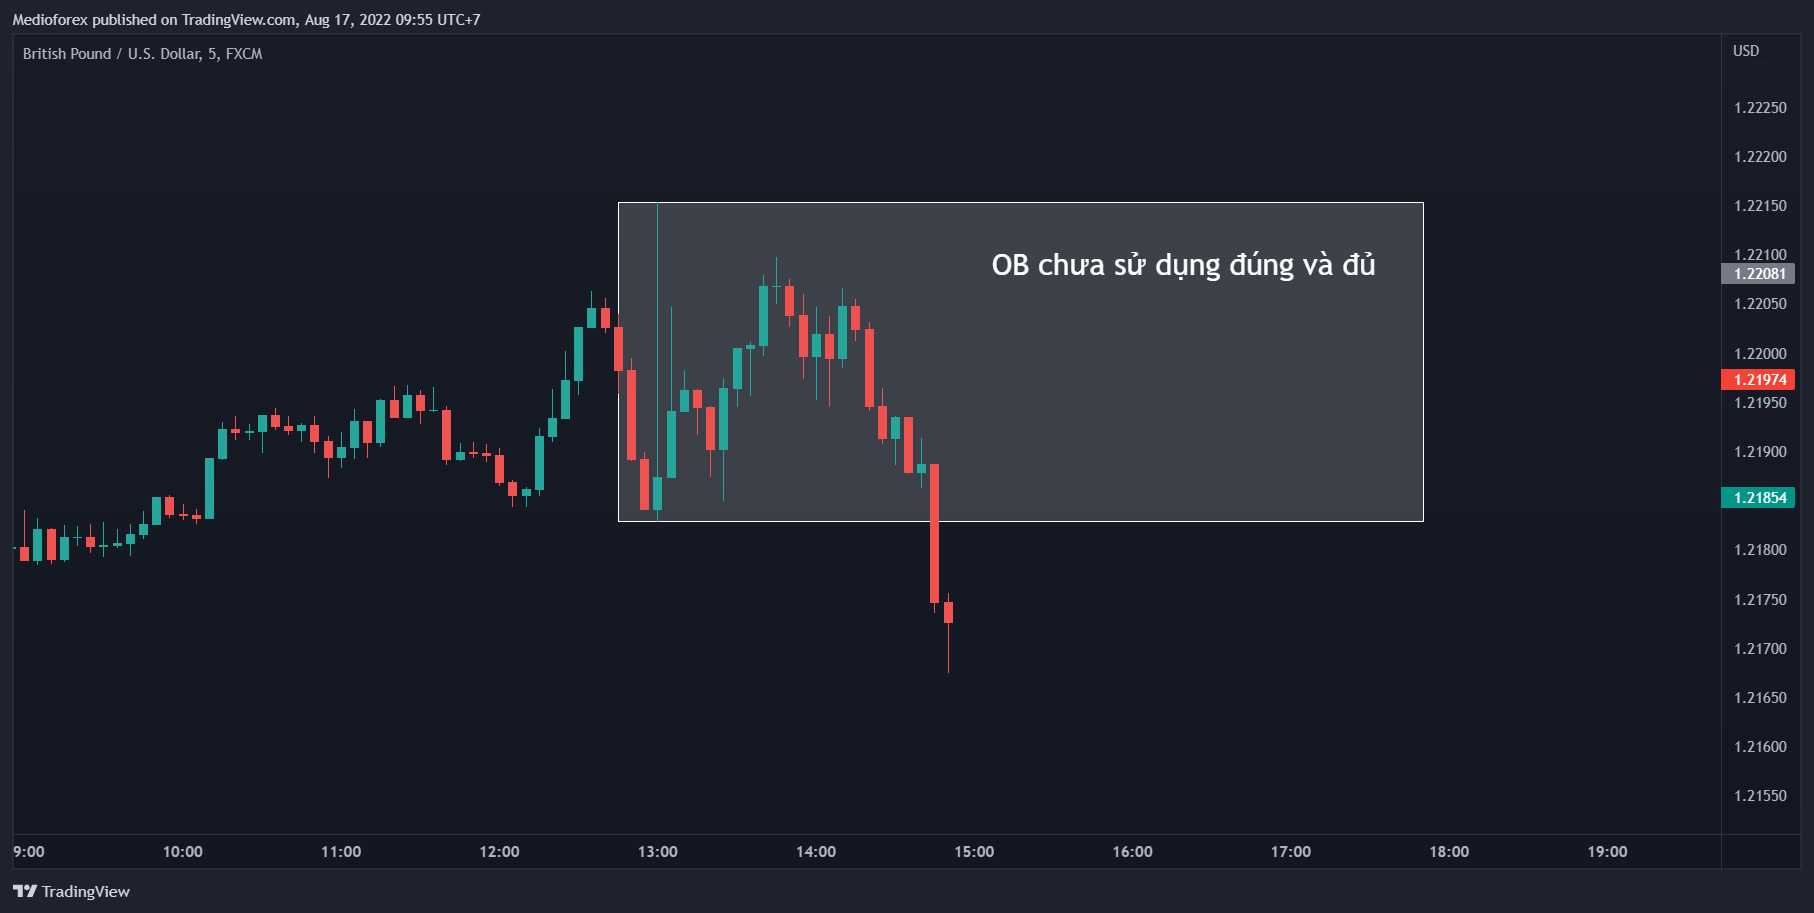 Medioforex published on TradingView.com, Aug 17, 2022 09:55 UTC+7
British Pound / U.S. Dollar, 5, FXCM
USD
1.22250
1.22200
1.22150
OB chưa sử dụng đúng và đủ
1.22100
1.22081
1.22050
1.22000
1.21974
1.21950
1.21900
1.21854
1.21800
1.21750
1.21700
1.21650
1.21600
1.21550
9:00 10:00 11:00 12:00 13:00 14:00 15:00 16:00 17:00 18:00 19:00
TradingView